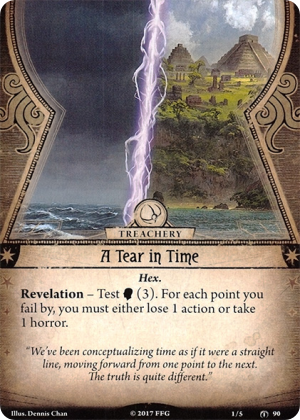 TREACHERY
A Tear in Time
Hex.
Revelation – Test (3). For each point you
fail by, you must either lose 1 action or take
1 horror.
“We’ve been conceptualizing time as if it were a straight
line, moving forward from one point to the next.
The truth is quite different.”
Illus. Dennis Chan © 2017 FFG 1/5 90